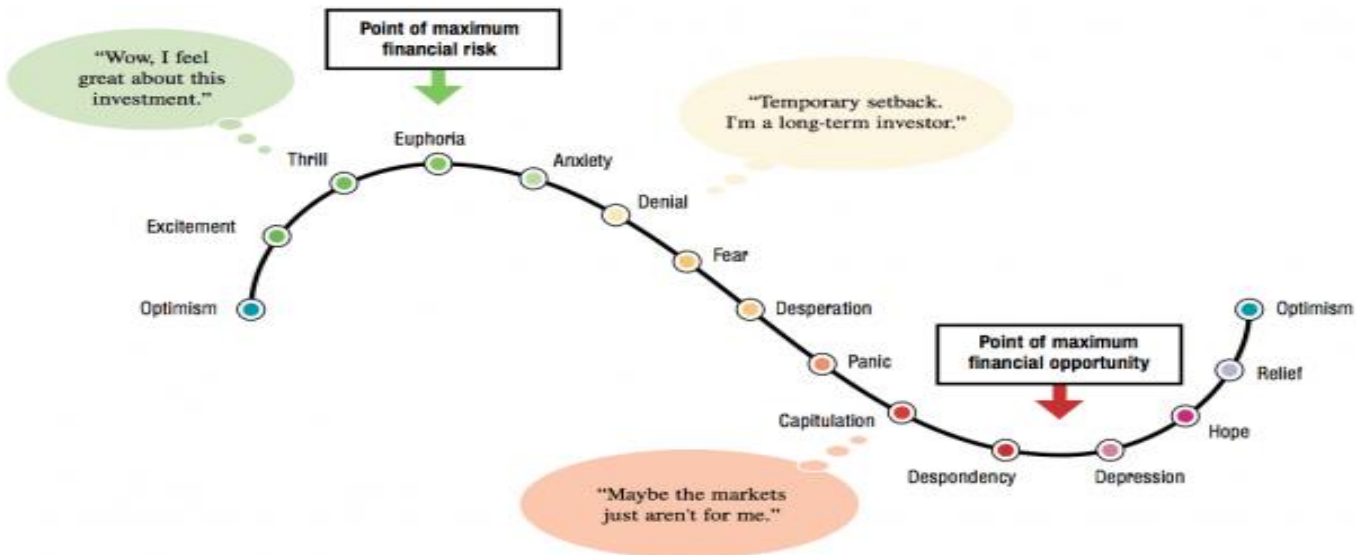 Point of maximum
financial risk
“Wow, I feel
great about this
investment.”
“Temporary setback.
I'm a long-term investor.”
Euphoria
Thrill
Anxiety
Denial
Excitement
Fear
Optimism
Desperation
Optimism
Point of maximum
financial opportunity
Panic
Relief
Capitulation
Hope
Despondency
Depression
“Maybe the markets
just aren't for me.”